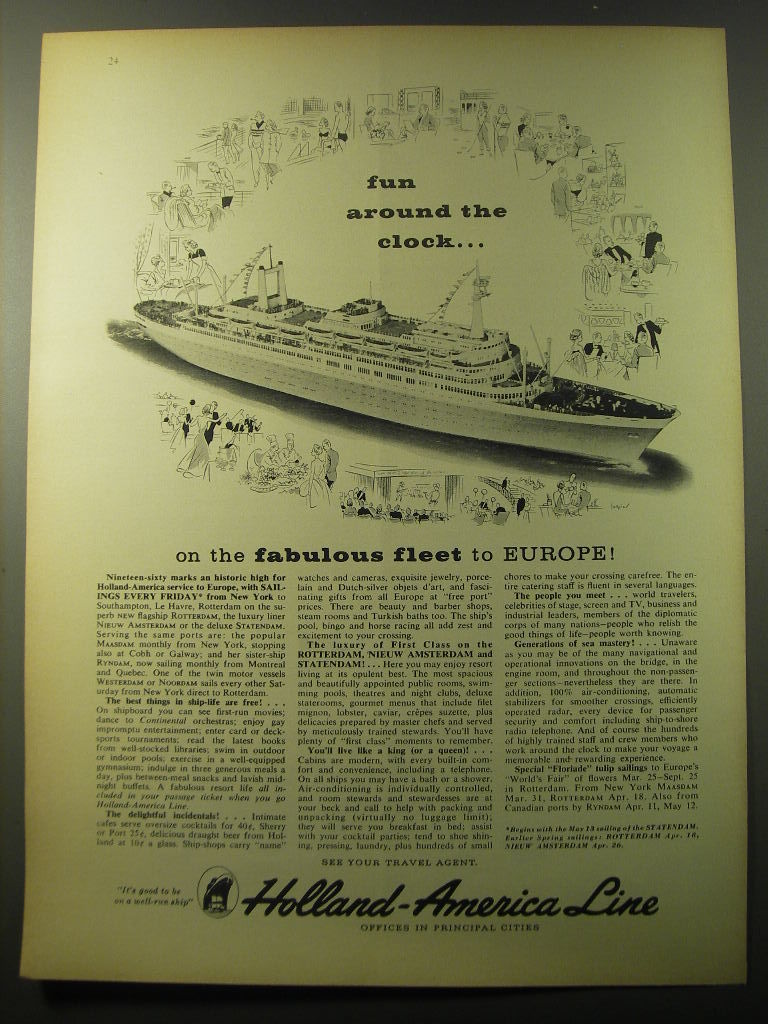 24
fun
around the
clock...
on the fabulous fleet to EUROPE!
Nineteen-sixty marks an historic high for
Holland-America service to Europe, with SAIL-
INGS EVERY FRIDAY* from New York to
Southampton, Le Havre, Rotterdam on the su-
perb NEW flagship ROTTERDAM, the luxury liner
NIEUW AMSTERDAM or the deluxe STATENDAM.
Serving the same ports are: the popular
MAASDAM monthly from New York, stopping
also at Cobh or Galway; and her sister-ship
RYNDAM, now sailing monthly from Montreal
and Quebec. One of the twin motor vessels
WESTERDAM or NOORDAM sails every other Sat-
urday from New York direct to Rotterdam.
The best things in ship-life are free! . . .
On shipboard you can see first-run movies;
dance to Continental orchestras; enjoy gay
impromptu entertainment; enter card or deck-
sports tournaments; read the latest books
from well-stocked libraries; swim in outdoor
or indoor pools; exercise in a well-equipped
gymnasium; indulge in three generous meals a
day, plus between-meal snacks and lavish mid-
night buffets. A fabulous resort life all in-
cluded in your passage ticket when you go
Holland-America Line.
The delightful incidentals! . . . Intimate
cafes serve oversize cocktails for 40¢, Sherry
or Port 25¢, delicious draught beer from Hol-
land at 10¢ a glass. Ship-shops carry "name"
watches and cameras, exquisite jewelry, porce-
lain and Dutch-silver objets d'art, and fasci-
nating gifts from all Europe at "free port"
prices. There are beauty and barber shops,
steam rooms and Turkish baths too. The ship's
pool, bingo and horse racing all add zest and
excitement to your crossing.
The luxury of First Class on the
ROTTERDAM, NIEUW AMSTERDAM and
STATENDAM! . . . Here you may enjoy resort
living at its opulent best. The most spacious
and beautifully appointed public rooms, swim-
ming pools, theatres and night clubs, deluxe
staterooms, gourmet menus that include filet
mignon, lobster, caviar, crêpes suzette, plus
delicacies prepared by master chefs and served
by meticulously trained stewards. You'll have
plenty of "first class" moments to remember.
You'll live like a king (or a queen)! . . .
Cabins are modern, with every built-in com-
fort and convenience, including a telephone.
On all ships you may have a bath or a shower.
Air-conditioning is individually controlled,
and room stewards and stewardesses are at
your beck and call to help with packing and
unpacking (virtually no luggage limit);
they will serve you breakfast in bed; assist
with your cocktail parties; tend to shoe shin-
ing, pressing, laundry, plus hundreds of small
chores to make your crossing carefree. The en-
tire catering staff is fluent in several languages.
The people you meet . . . world travelers,
celebrities of stage, screen and TV, business and
industrial leaders, members of the diplomatic
corps of many nations—people who relish the
good things of life—people worth knowing.
Generations of sea mastery! . . . Unaware
as you may be of the many navigational and
operational innovations on the bridge, in the
engine room, and throughout the non-passen-
ger sections—nevertheless they are there. In
addition, 100% air-conditioning, automatic
stabilizers for smoother crossings, efficiently
operated radar, every device for passenger
security and comfort including ship-to-shore
radio telephone. And of course the hundreds
of highly trained staff and crew members who
work around the clock to make your voyage a
memorable and rewarding experience.
Special "Floriade" tulip sailings to Europe's
"World's Fair" of flowers Mar. 25–Sept. 25
in Rotterdam. From New York MAASDAM
Mar. 31, ROTTERDAM Apr. 18. Also from
Canadian ports by RYNDAM Apr. 11, May 12.
*Begins with the May 13 sailing of the STATENDAM.
Earlier Spring sailings: ROTTERDAM Apr. 18,
NIEUW AMSTERDAM Apr. 26.
SEE YOUR TRAVEL AGENT.
"It's good to be
on a well-run ship"
Holland-America Line
OFFICES IN PRINCIPAL CITIES